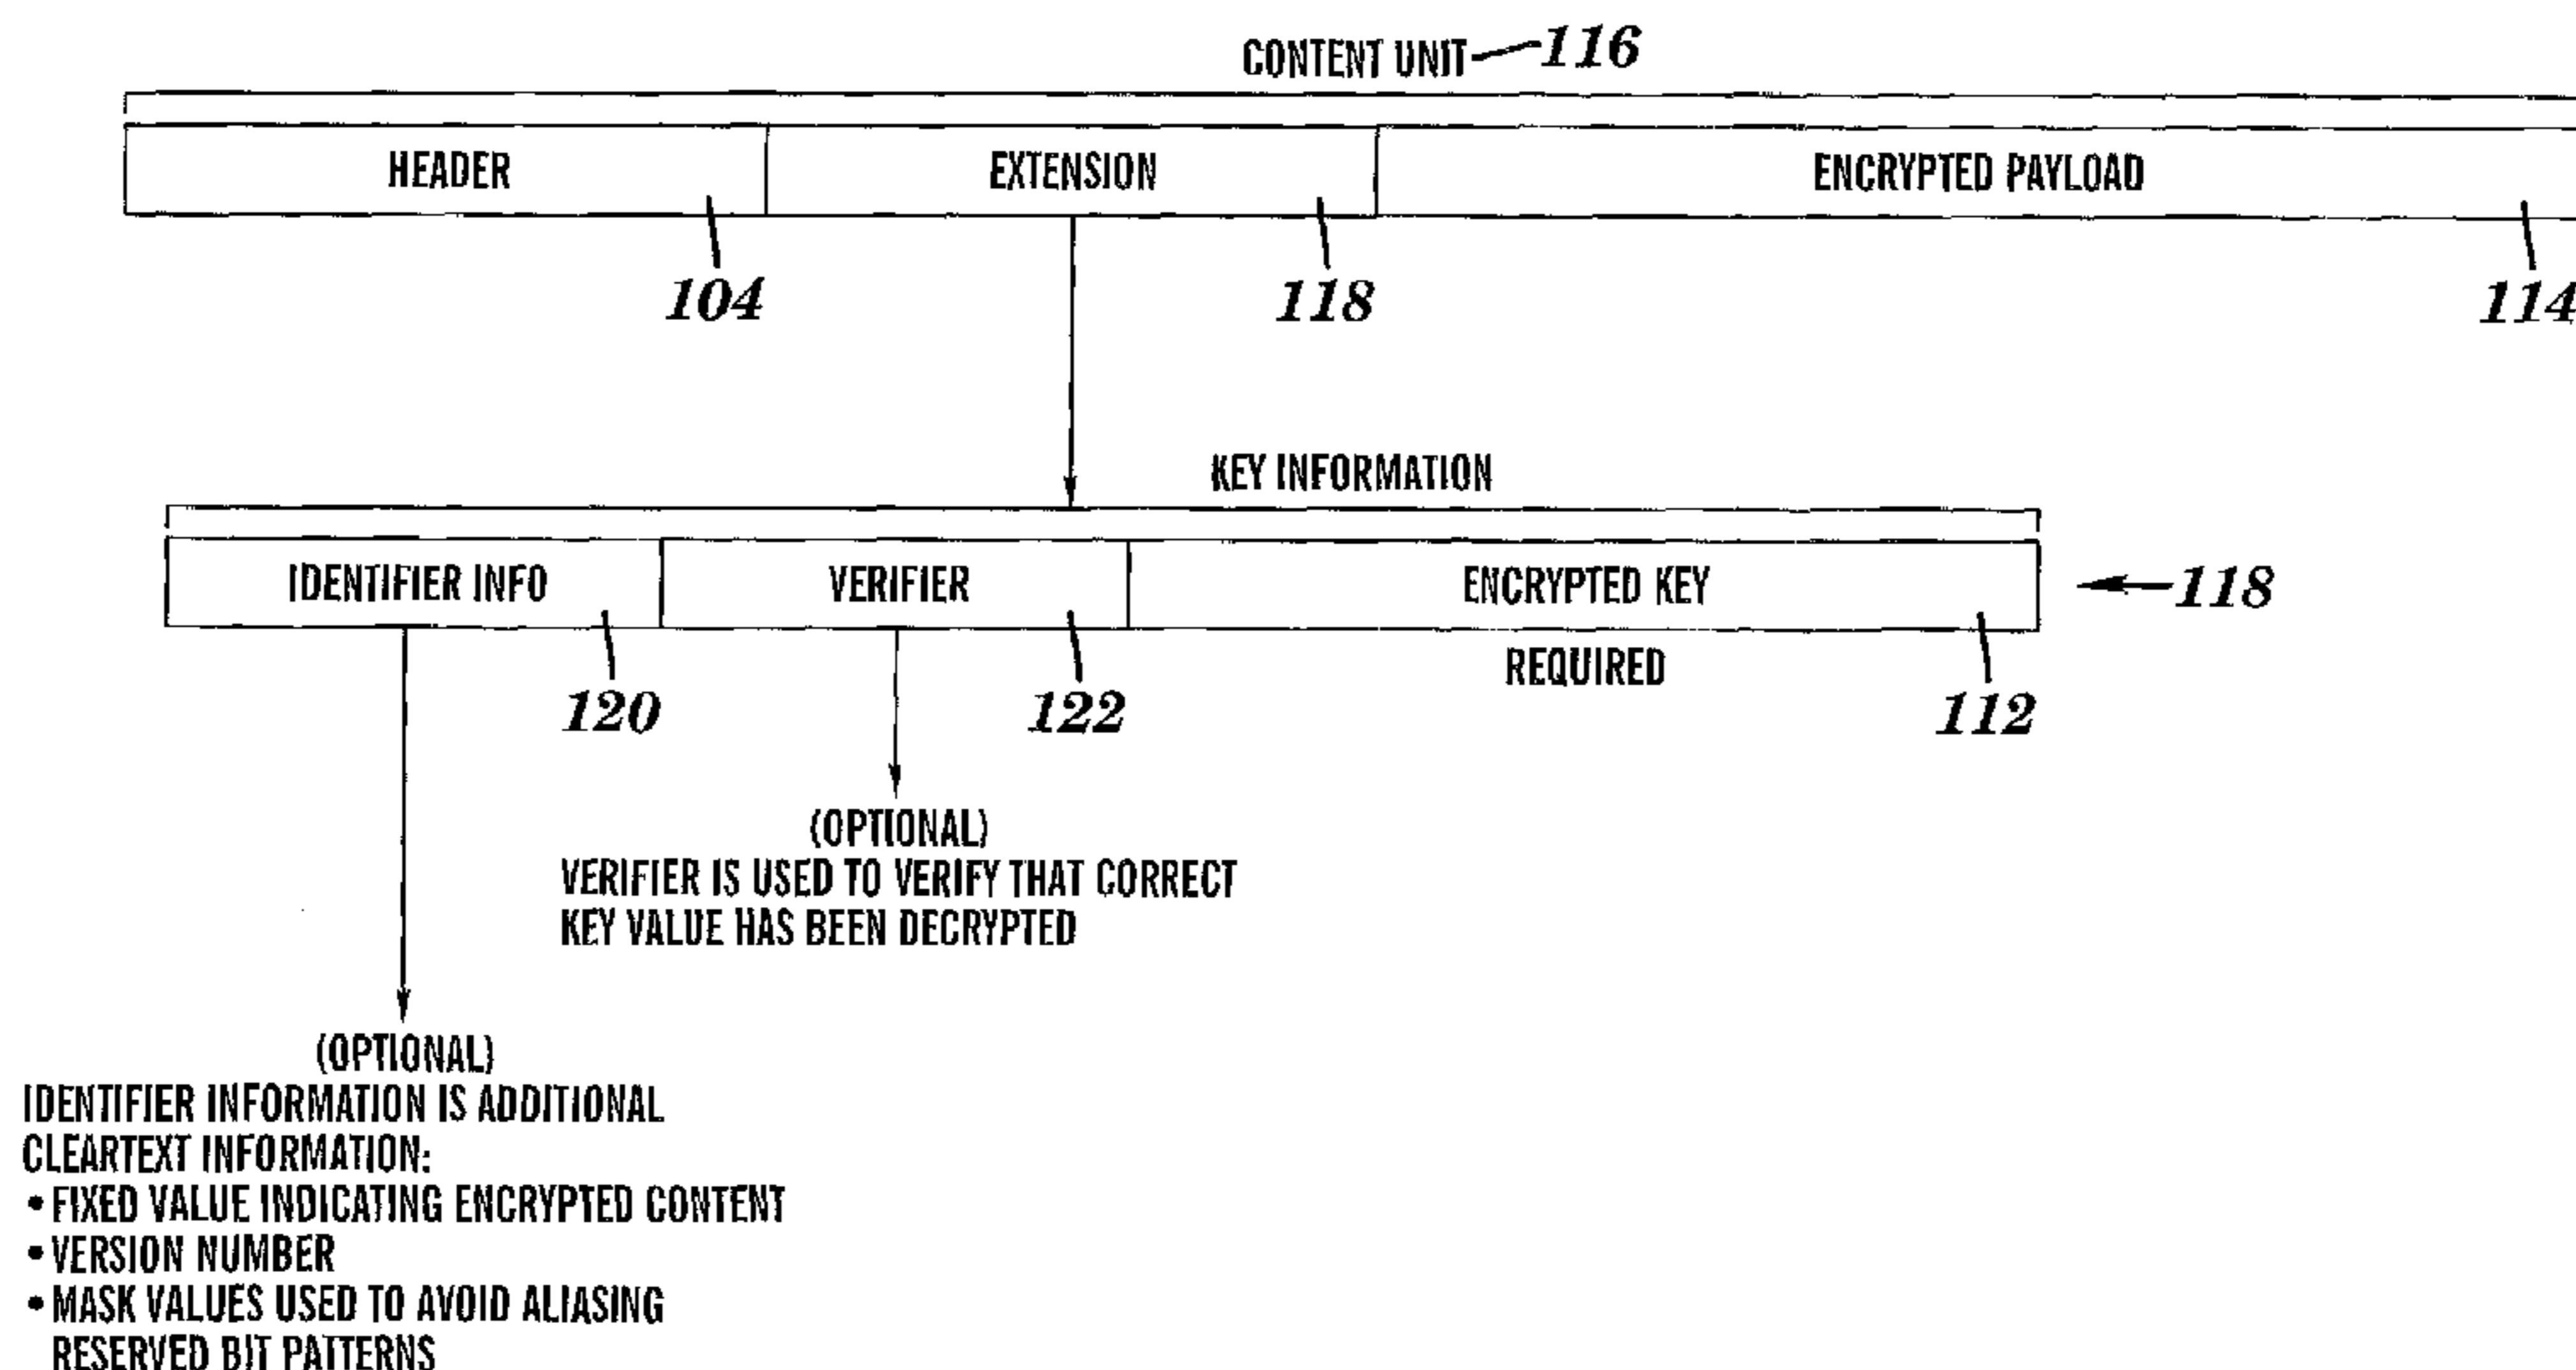 CONTENT UNIT 116
HEADER EXTENSION ENCRYPTED PAYLOAD
104 118 114
KEY INFORMATION
IDENTIFIER INFO VERIFIER ENCRYPTED KEY 118
REQUIRED
120 122 112
(OPTIONAL)
VERIFIER IS USED TO VERIFY THAT CORRECT
KEY VALUE HAS BEEN DECRYPTED
(OPTIONAL)
IDENTIFIER INFORMATION IS ADDITIONAL
CLEARTEXT INFORMATION:
• FIXED VALUE INDICATING ENCRYPTED CONTENT
• VERSION NUMBER
• MASK VALUES USED TO AVOID ALIASING
RESERVED BIT PATTERNS